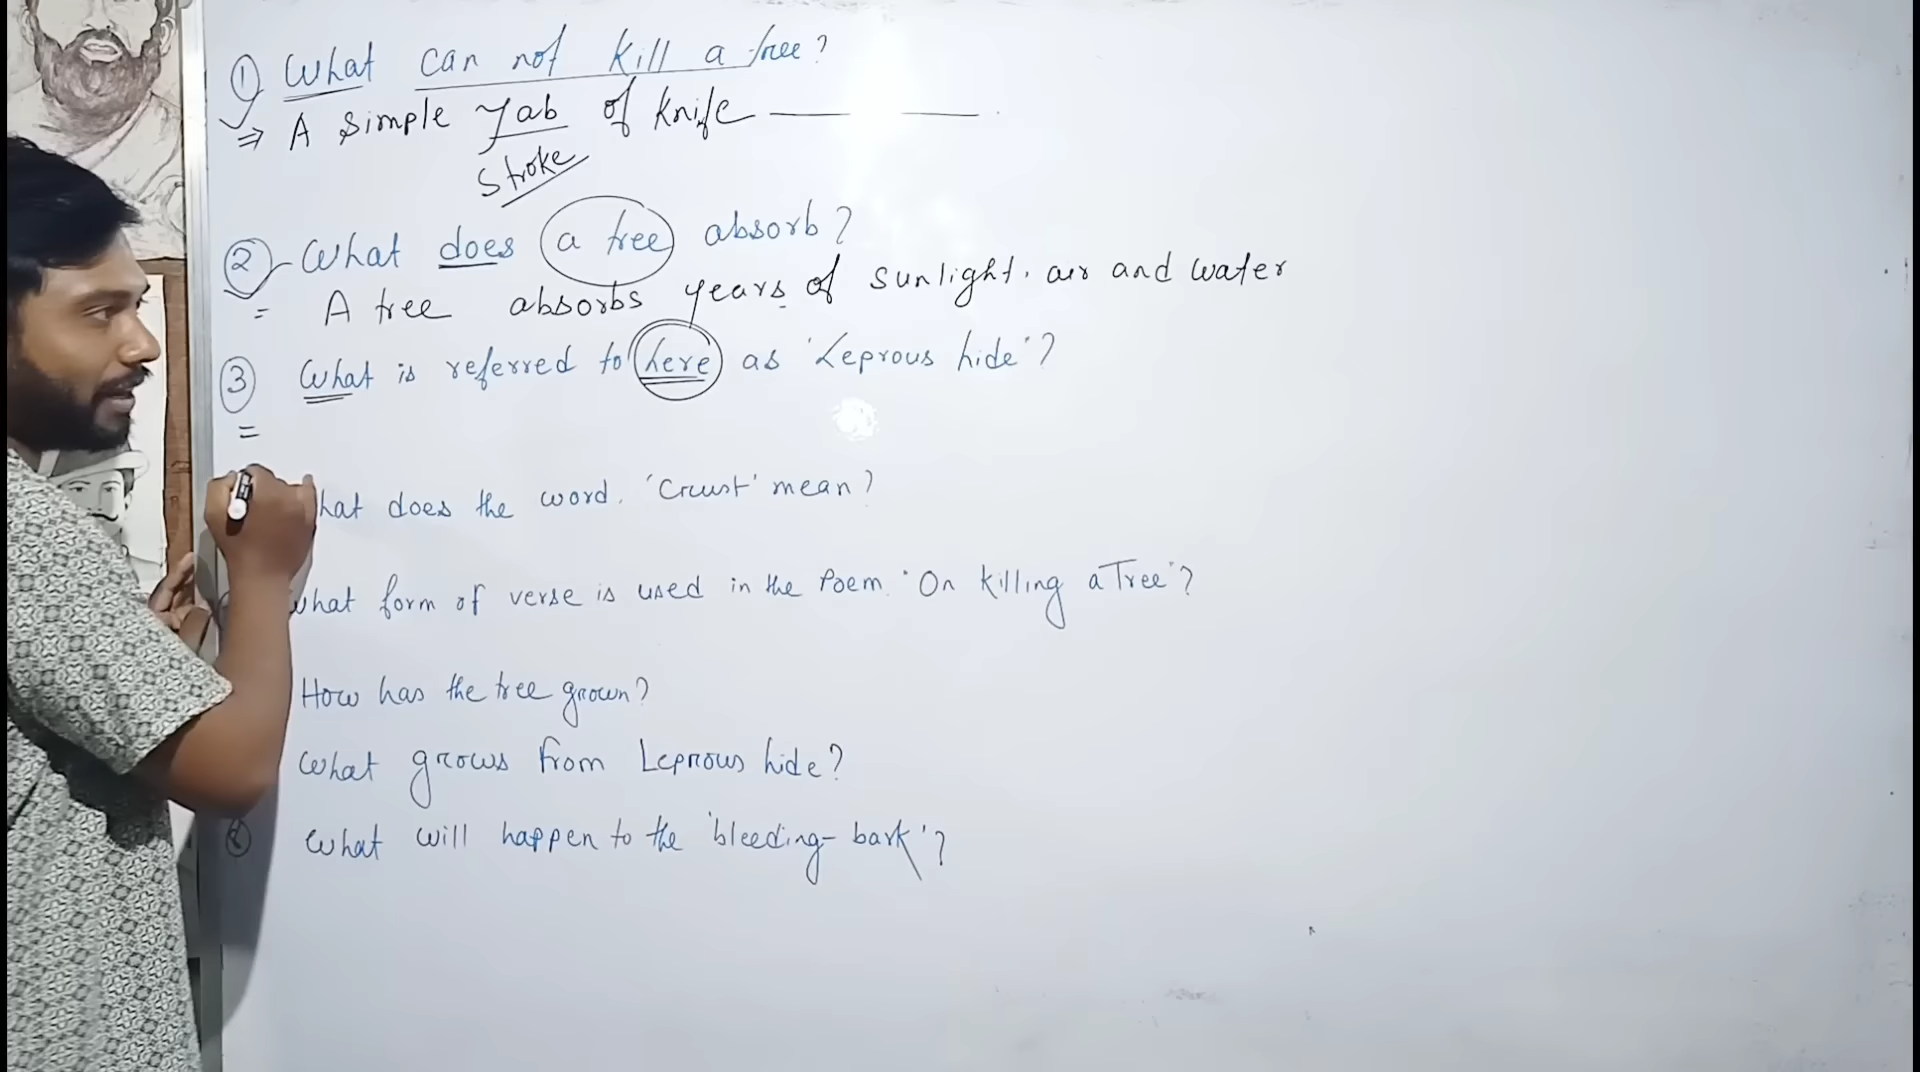 ① What can not kill a tree?
⇒ A simple Jab of knife
stroke
② What does a tree absorb?
= A tree absorbs years of sunlight. air and water
③ What is referred to here as 'Leprous hide'?
=
hat does the word. 'Crust' mean?
what form of verse is used in the Poem. 'On killing a Tree'?
How has the tree grown?
What grows from Leprous hide?
⑧ What will happen to the 'bleeding-bark'?